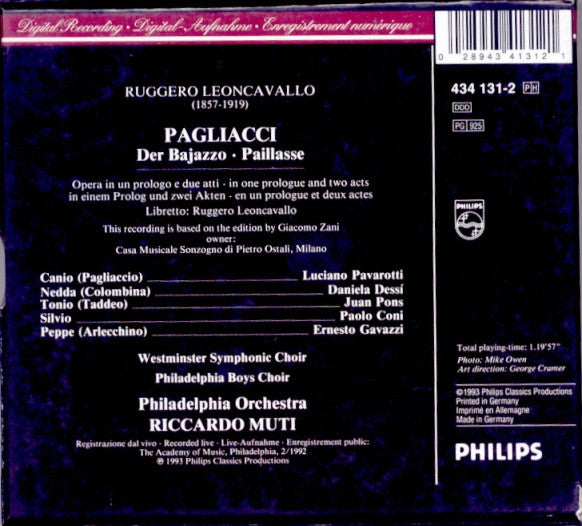 Digital Recording · Digital-Aufnahme · Enregistrement numérique
0 28943 41312 1
RUGGERO LEONCAVALLO
(1857-1919)
434 131-2 PH
DDD
PG 925
PAGLIACCI
Der Bajazzo · Paillasse
Opera in un prologo e due atti · in one prologue and two acts
in einem Prolog und zwei Akten · en un prologue et deux actes
Libretto: Ruggero Leoncavallo
This recording is based on the edition by Giacomo Zani
owner:
Casa Musicale Sonzogno di Pietro Ostali, Milano
PHILIPS
Canio (Pagliaccio) Luciano Pavarotti
Nedda (Colombina) Daniela Dessí
Tonio (Taddeo) Juan Pons
Silvio Paolo Coni
Peppe (Arlecchino) Ernesto Gavazzi
Westminster Symphonic Choir
Philadelphia Boys Choir
Philadelphia Orchestra
RICCARDO MUTI
Registrazione dal vivo · Recorded live · Live-Aufnahme · Enregistrement public:
The Academy of Music, Philadelphia, 2/1992
℗ 1993 Philips Classics Productions
Total playing-time: 1.19'57"
Photo: Mike Owen
Art direction: George Cramer
©1993 Philips Classics Productions
Printed in Germany
Imprimé en Allemagne
Made in Germany
PHILIPS